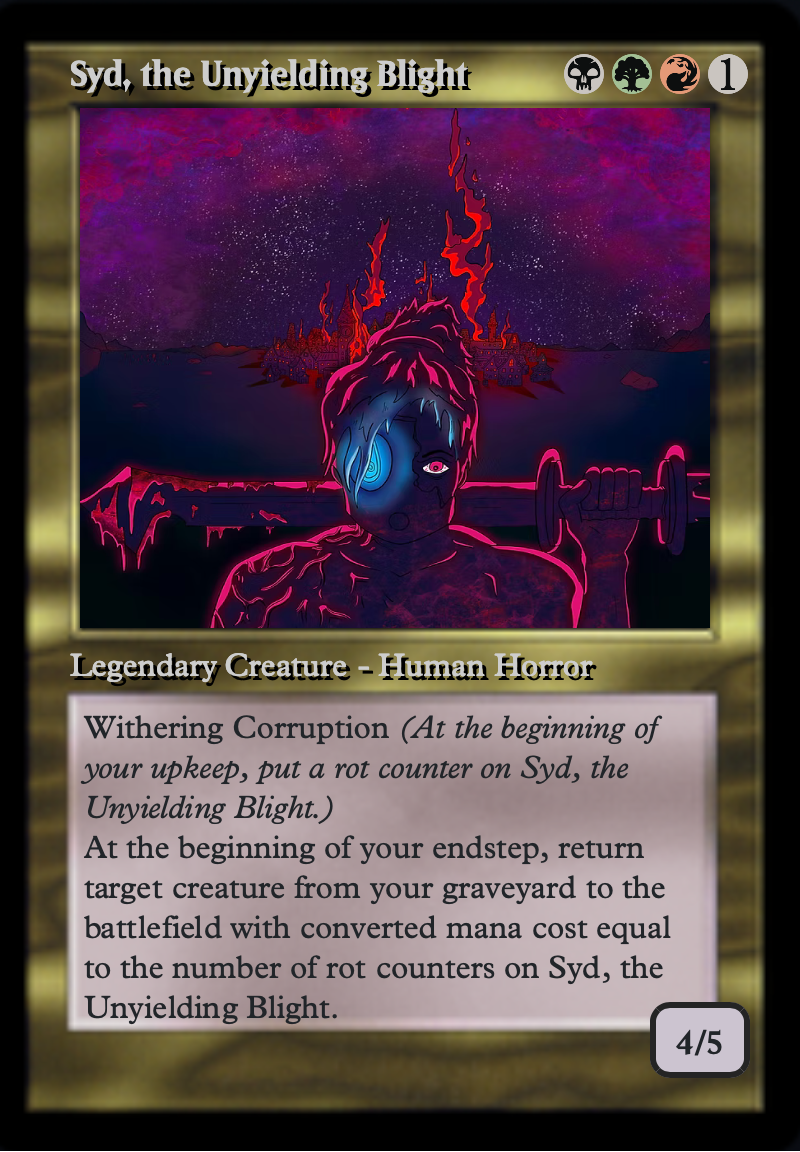 Syd, the Unyielding Blight 1
Legendary Creature - Human Horror
Withering Corruption (At the beginning of
your upkeep, put a rot counter on Syd, the
Unyielding Blight.)
At the beginning of your endstep, return
target creature from your graveyard to the
battlefield with converted mana cost equal
to the number of rot counters on Syd, the
Unyielding Blight.
4/5